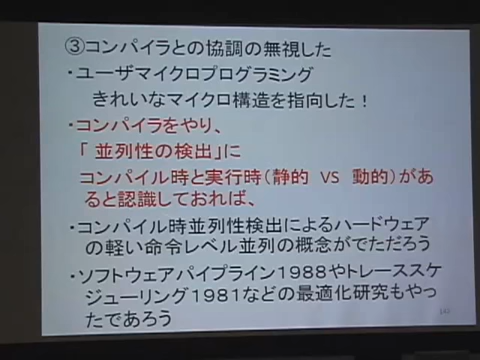 ③コンパイラとの協調の無視した
・ユーザマイクロプログラミング
きれいなマイクロ構造を指向した！
・コンパイラをやり、
「 並列性の検出」に
コンパイル時と実行時（静的 VS 動的）があ
ると認識しておれば、
・コンパイル時並列性検出によるハードウェア
の軽い命令レベル並列の概念がでただろう
・ソフトウェアパイプライン１９８８やトレーススケ
ジューリング１９８１などの最適化研究もやっ
たであろう